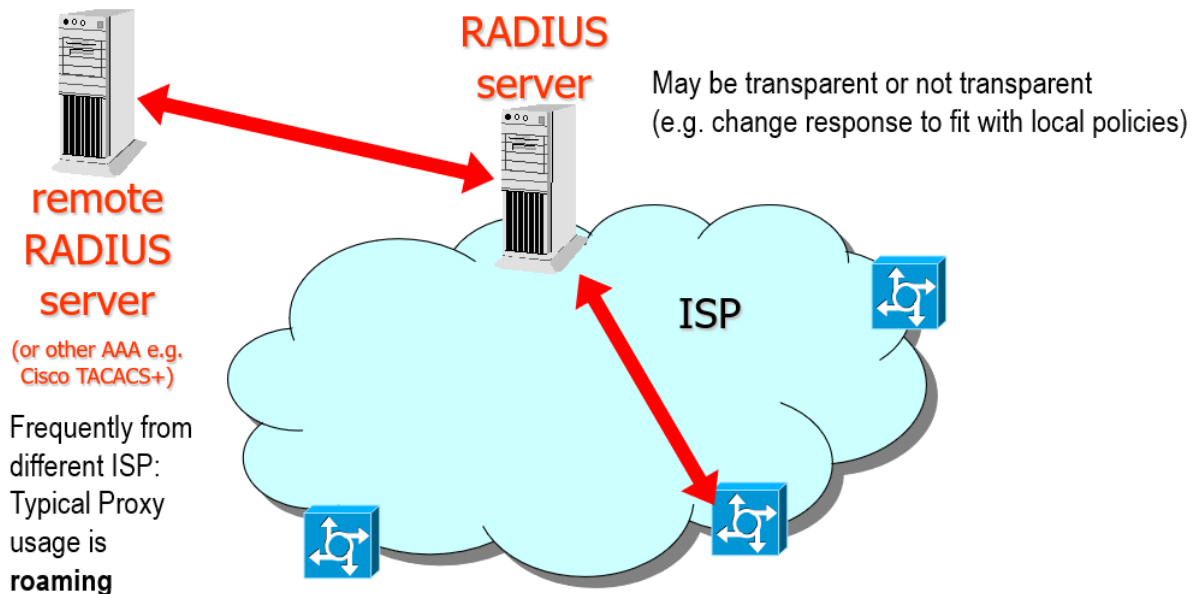 RADIUS
server
May be transparent or not transparent
(e.g. change response to fit with local policies)
remote
RADIUS
server
(or other AAA e.g.
Cisco TACACS+)
Frequently from
different ISP:
Typical Proxy
usage is
roaming
ISP